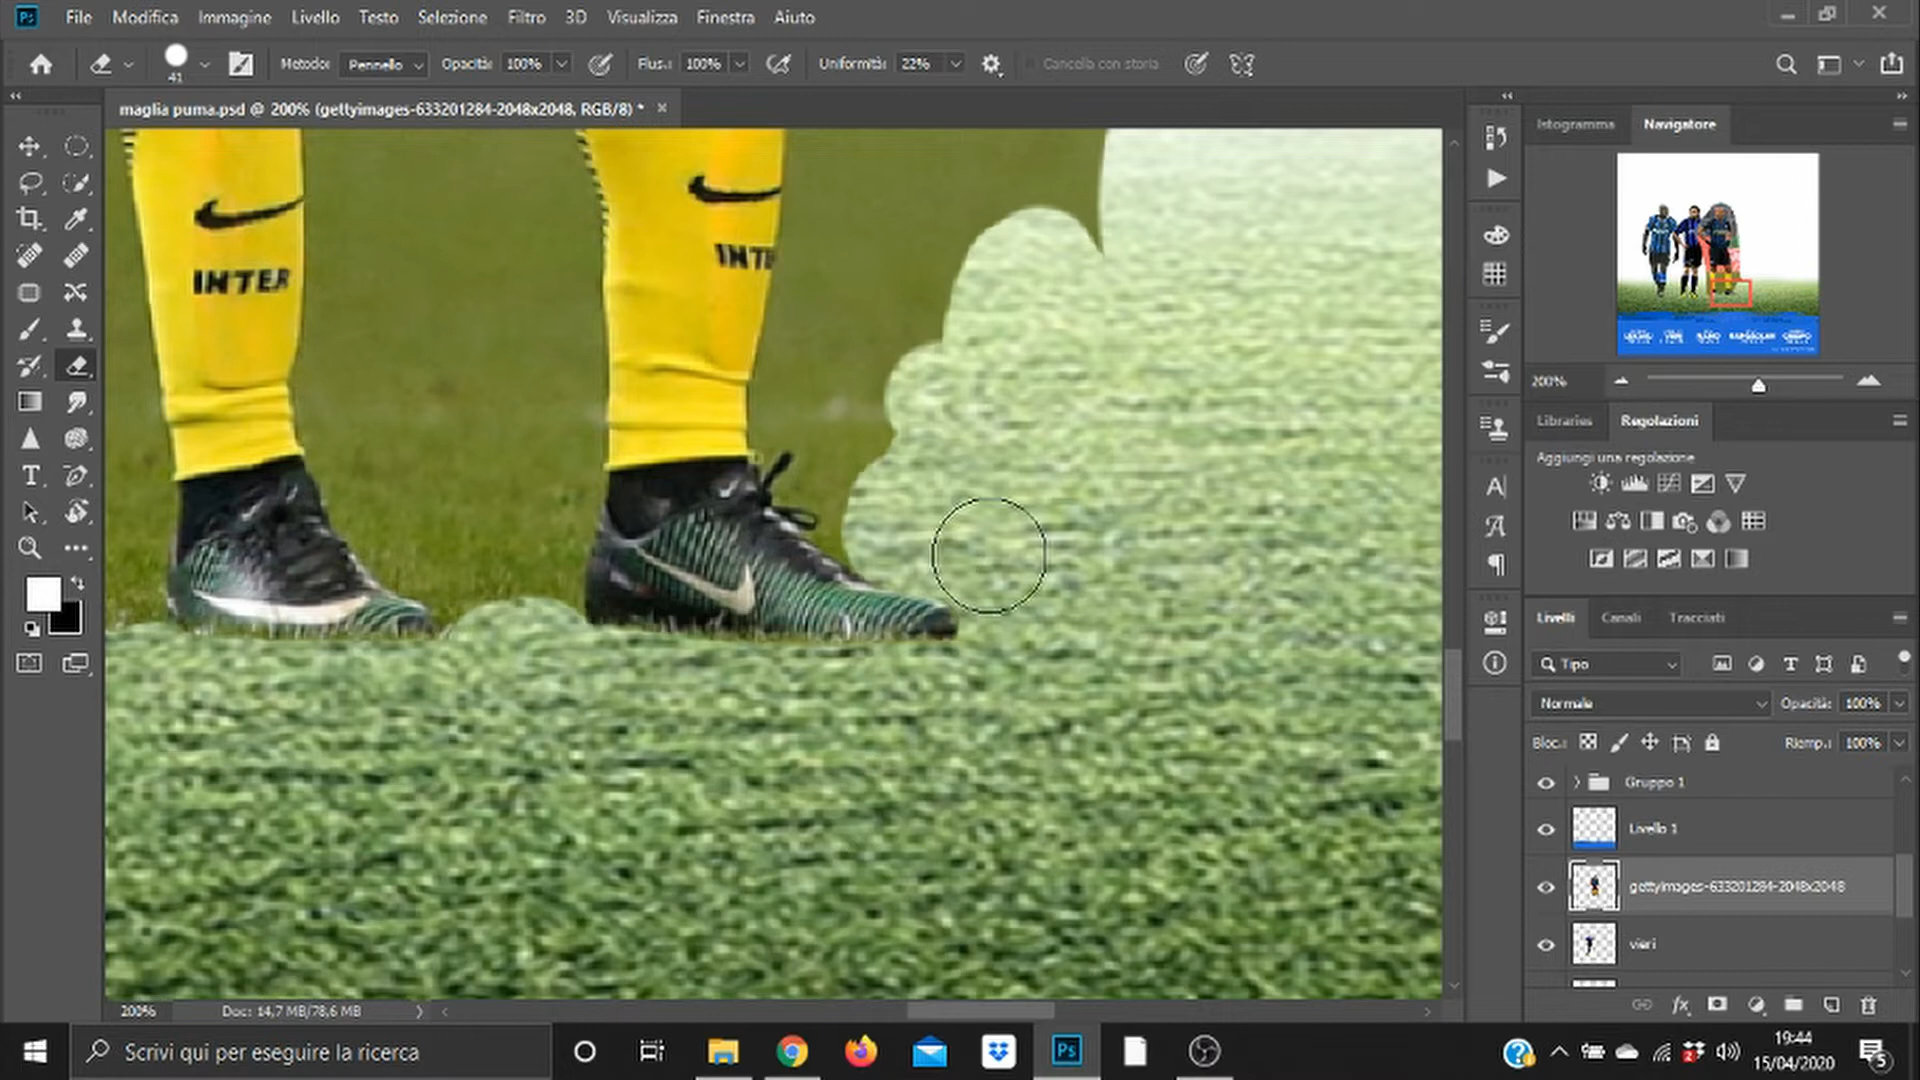 Ps File Modifica Immagine Livello Testo Selezione Filtro 3D Visualizza Finestra Aiuto
41 Metodo: Pennello Opacità: 100% Flus.: 100% Uniformità: 22% Cancella con storia
maglia puma.psd @ 200% (gettyimages-633201284-2048x2048, RGB/8) *
Istogramma Navigatore
INTER
INTE
200%
Libraries Regolazioni
Aggiungi una regolazione
Livelli Canali Tracciati
Tipo
Normale Opacità: 100%
Bloc.: Riemp.: 100%
Gruppo 1
Livello 1
gettyimages-633201284-2048x2048
vieri
200% Doc: 14,7 MB/78,6 MB
Scrivi qui per eseguire la ricerca
Ps
19:44
15/04/2020
5